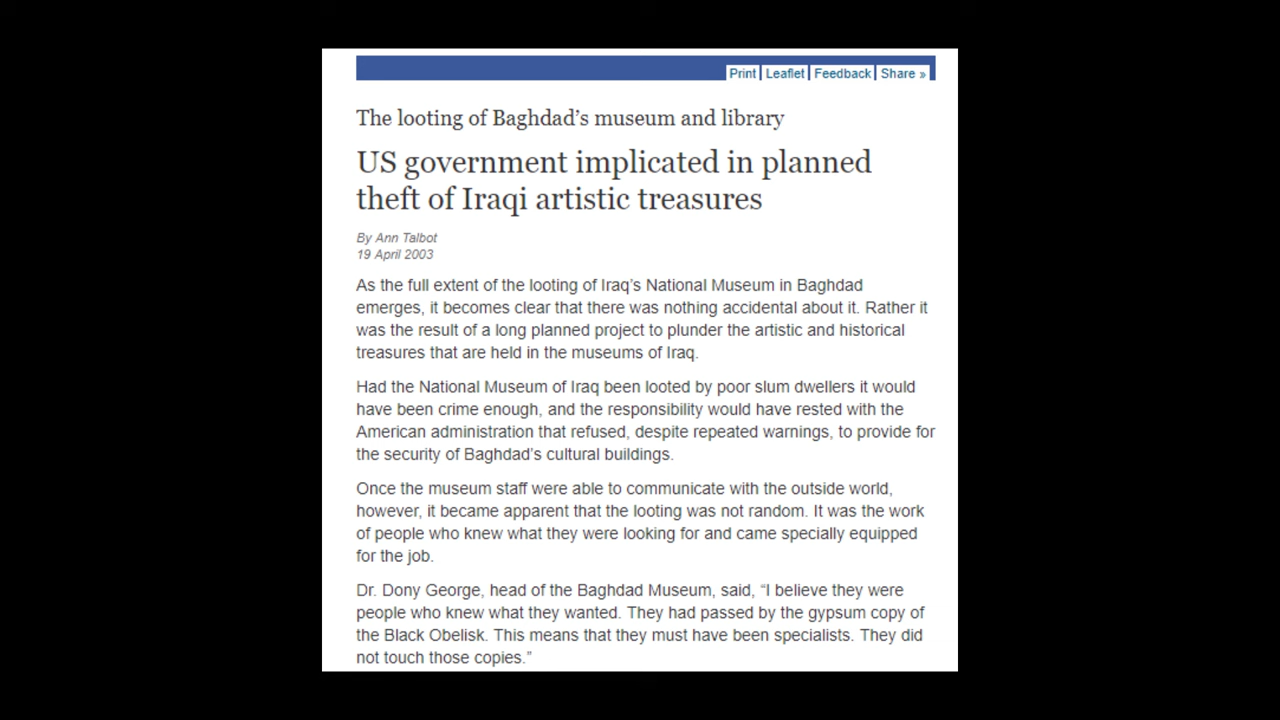 Print Leaflet Feedback Share »
The looting of Baghdad’s museum and library
US government implicated in planned
theft of Iraqi artistic treasures
By Ann Talbot
19 April 2003
As the full extent of the looting of Iraq’s National Museum in Baghdad
emerges, it becomes clear that there was nothing accidental about it. Rather it
was the result of a long planned project to plunder the artistic and historical
treasures that are held in the museums of Iraq.
Had the National Museum of Iraq been looted by poor slum dwellers it would
have been crime enough, and the responsibility would have rested with the
American administration that refused, despite repeated warnings, to provide for
the security of Baghdad’s cultural buildings.
Once the museum staff were able to communicate with the outside world,
however, it became apparent that the looting was not random. It was the work
of people who knew what they were looking for and came specially equipped
for the job.
Dr. Dony George, head of the Baghdad Museum, said, “I believe they were
people who knew what they wanted. They had passed by the gypsum copy of
the Black Obelisk. This means that they must have been specialists. They did
not touch those copies.”